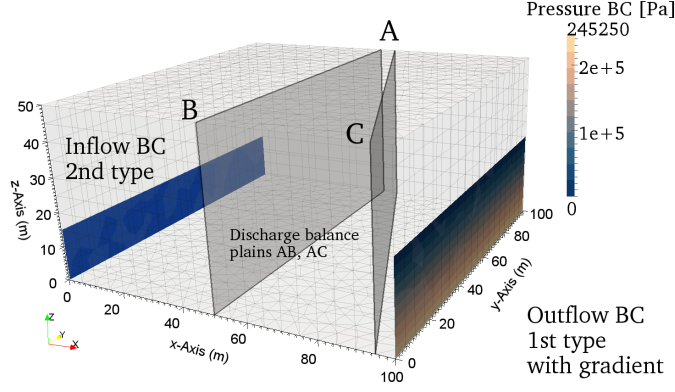 Pressure BC [Pa]
245250
2e+5
1e+5
0
A
B
C
Inflow BC
2nd type
Discharge balance
plains AB, AC
Outflow BC
1st type
with gradient
z-Axis (m)
50
40
30
20
10
0
x-Axis (m)
0
20
40
60
80
100
y-Axis (m)
0
20
40
60
80
100
Z
Y
X